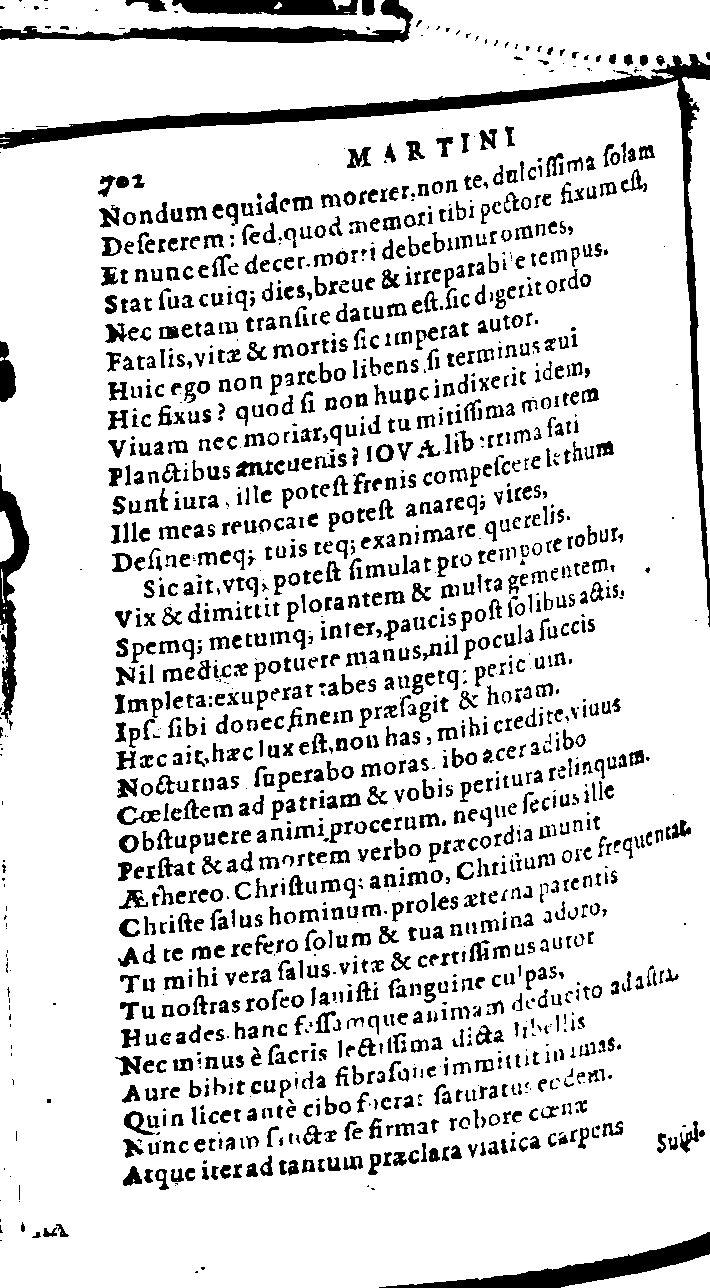 702
MARTINI
Nondum equidem morerer, non te, dulcissima solam
Desererem: sed, quod memori tibi pectore fixum est,
Et nunc esse decet. morti debebimur omnes,
Stat sua cuiq; dies, breue & irreparabile tempus.
Nec metam transire datum est. sic digerit ordo
Fatalis, vitæ & mortis sic imperat autor.
Huic ego non parebo libens, si terminus æui
Hic fixus? quod si non hunc indixerit idem,
Viuam nec moriar, quid tu mitissima mortem
Planctibus anteuenis? IOVA liberrima fati
Sunt iura, ille potest frenis compescere lethum
Ille meas reuocare potest anareq; vires,
Desine meq; tuis teq; exanimare querelis.
Sic ait, vtq; potest simulat pro tempore robur,
Vix & dimittit plorantem & multa gementem,
Spemq; metumq; inter, paucis post solibus actis,
Nil medicæ potuere manus, nil pocula succis
Impleta: exuperat tabes augetq; periclum.
Ipse sibi donec finem præsagit & horam.
Hæc ait, hæc lux est, non has, mihi credite, viuus
Nocturnas superabo moras. ibo acer adibo
Cœlestem ad patriam & vobis peritura relinquam.
Obstupuere animi procerum. neque secius ille
Perstat & ad mortem verbo præcordia munit
Æthereo. Christumq; animo, Christum ore frequentat.
Christe salus hominum. proles æterna parentis
Ad te me refero solum & tua numina adoro,
Tu mihi vera salus. vitæ & certissimus autor
Tu nostras roseo lauisti sanguine culpas,
Huc ades. hanc fessamque animam deducito ad astra.
Nec minus è sacris lectissima dicta libellis
Aure bibit cupida fibrasque immittit in imas.
Quin licet antè cibo fuerat saturatus eodem.
Nunc etiam sanctæ se firmat robore cœnæ
Atque iter ad tantum præclara viatica carpens